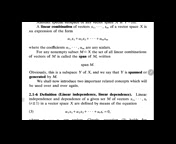 A linear combination of vectors x₁, ···, xₘ of a vector space X is
an expression of the form
α₁x₁ + α₂x₂ + ··· + αₘxₘ
where the coefficients α₁, ···, αₘ are any scalars.
For any nonempty subset M ⊂ X the set of all linear combinations
of vectors of M is called the span of M, written
span M.
Obviously, this is a subspace Y of X, and we say that Y is spanned or
generated by M.
We shall now introduce two important related concepts which will
be used over and over again.
2.1-6 Definition (Linear independence, linear dependence). Linear
independence and dependence of a given set M of vectors x₁, ···, xᵣ
(r≧1) in a vector space X are defined by means of the equation
(3) α₁x₁ + α₂x₂ + ··· + αᵣxᵣ = 0,